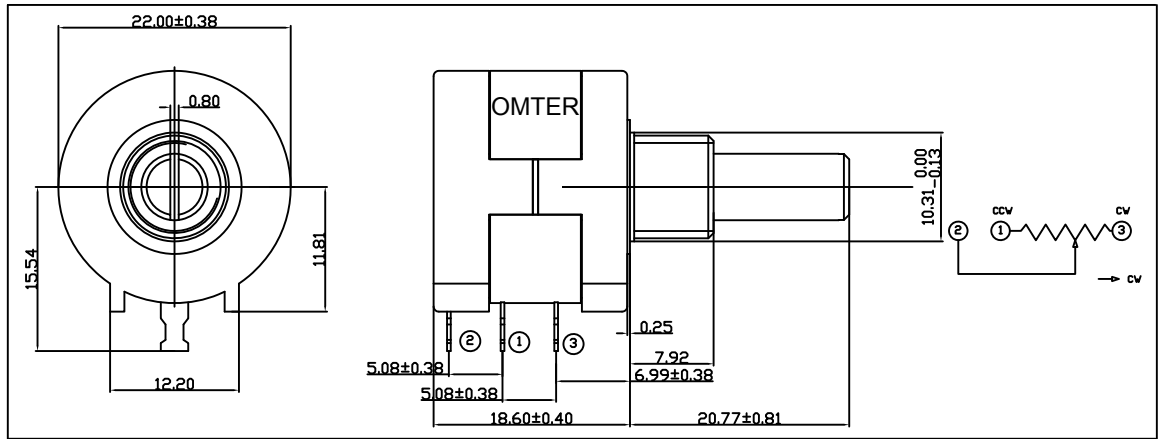 22.00±0.38
0.80
15.54
11.81
12.20
OMTER
② ① ③
5.08±0.38
5.08±0.38
18.60±0.40
0.25
7.92
6.99±0.38
20.77±0.81
10.31 0.00
-0.13
CCW CW
② ① ③
CW